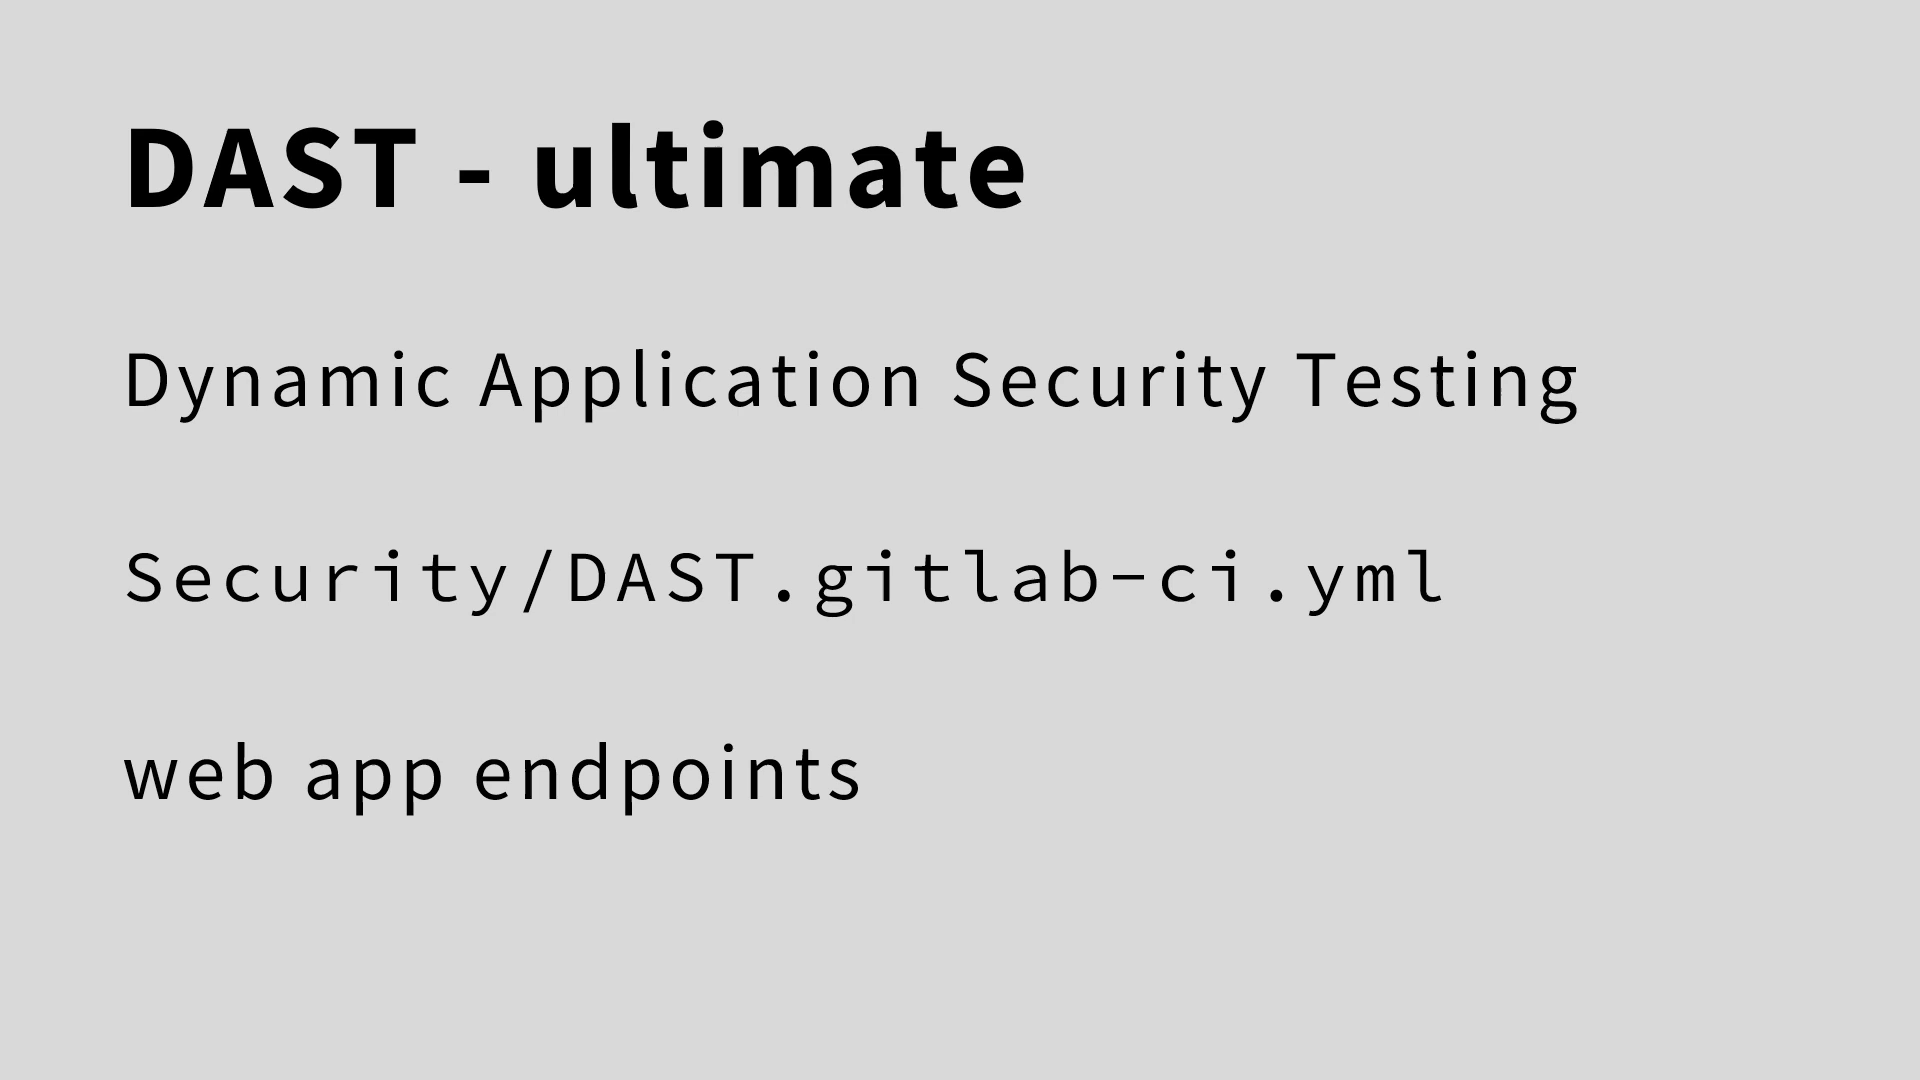 DAST - ultimate
Dynamic Application Security Testing
Security/DAST.gitlab-ci.yml
web app endpoints